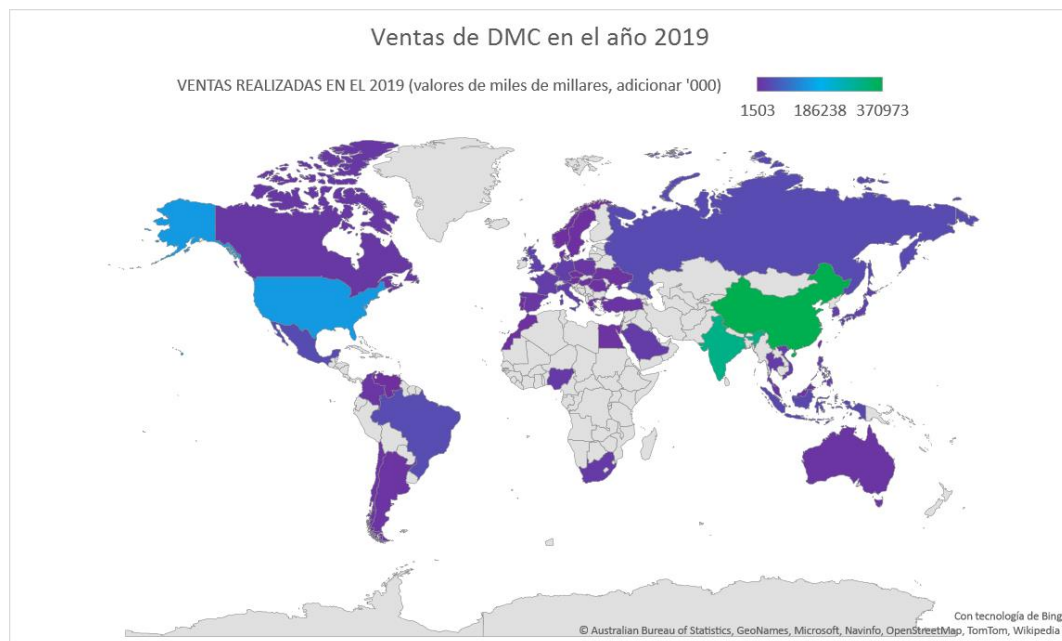 Ventas de DMC en el año 2019
VENTAS REALIZADAS EN EL 2019 (valores de miles de millares, adicionar '000)
1503 186238 370973
Con tecnología de Bing
© Australian Bureau of Statistics, GeoNames, Microsoft, Navinfo, OpenStreetMap, TomTom, Wikipedia